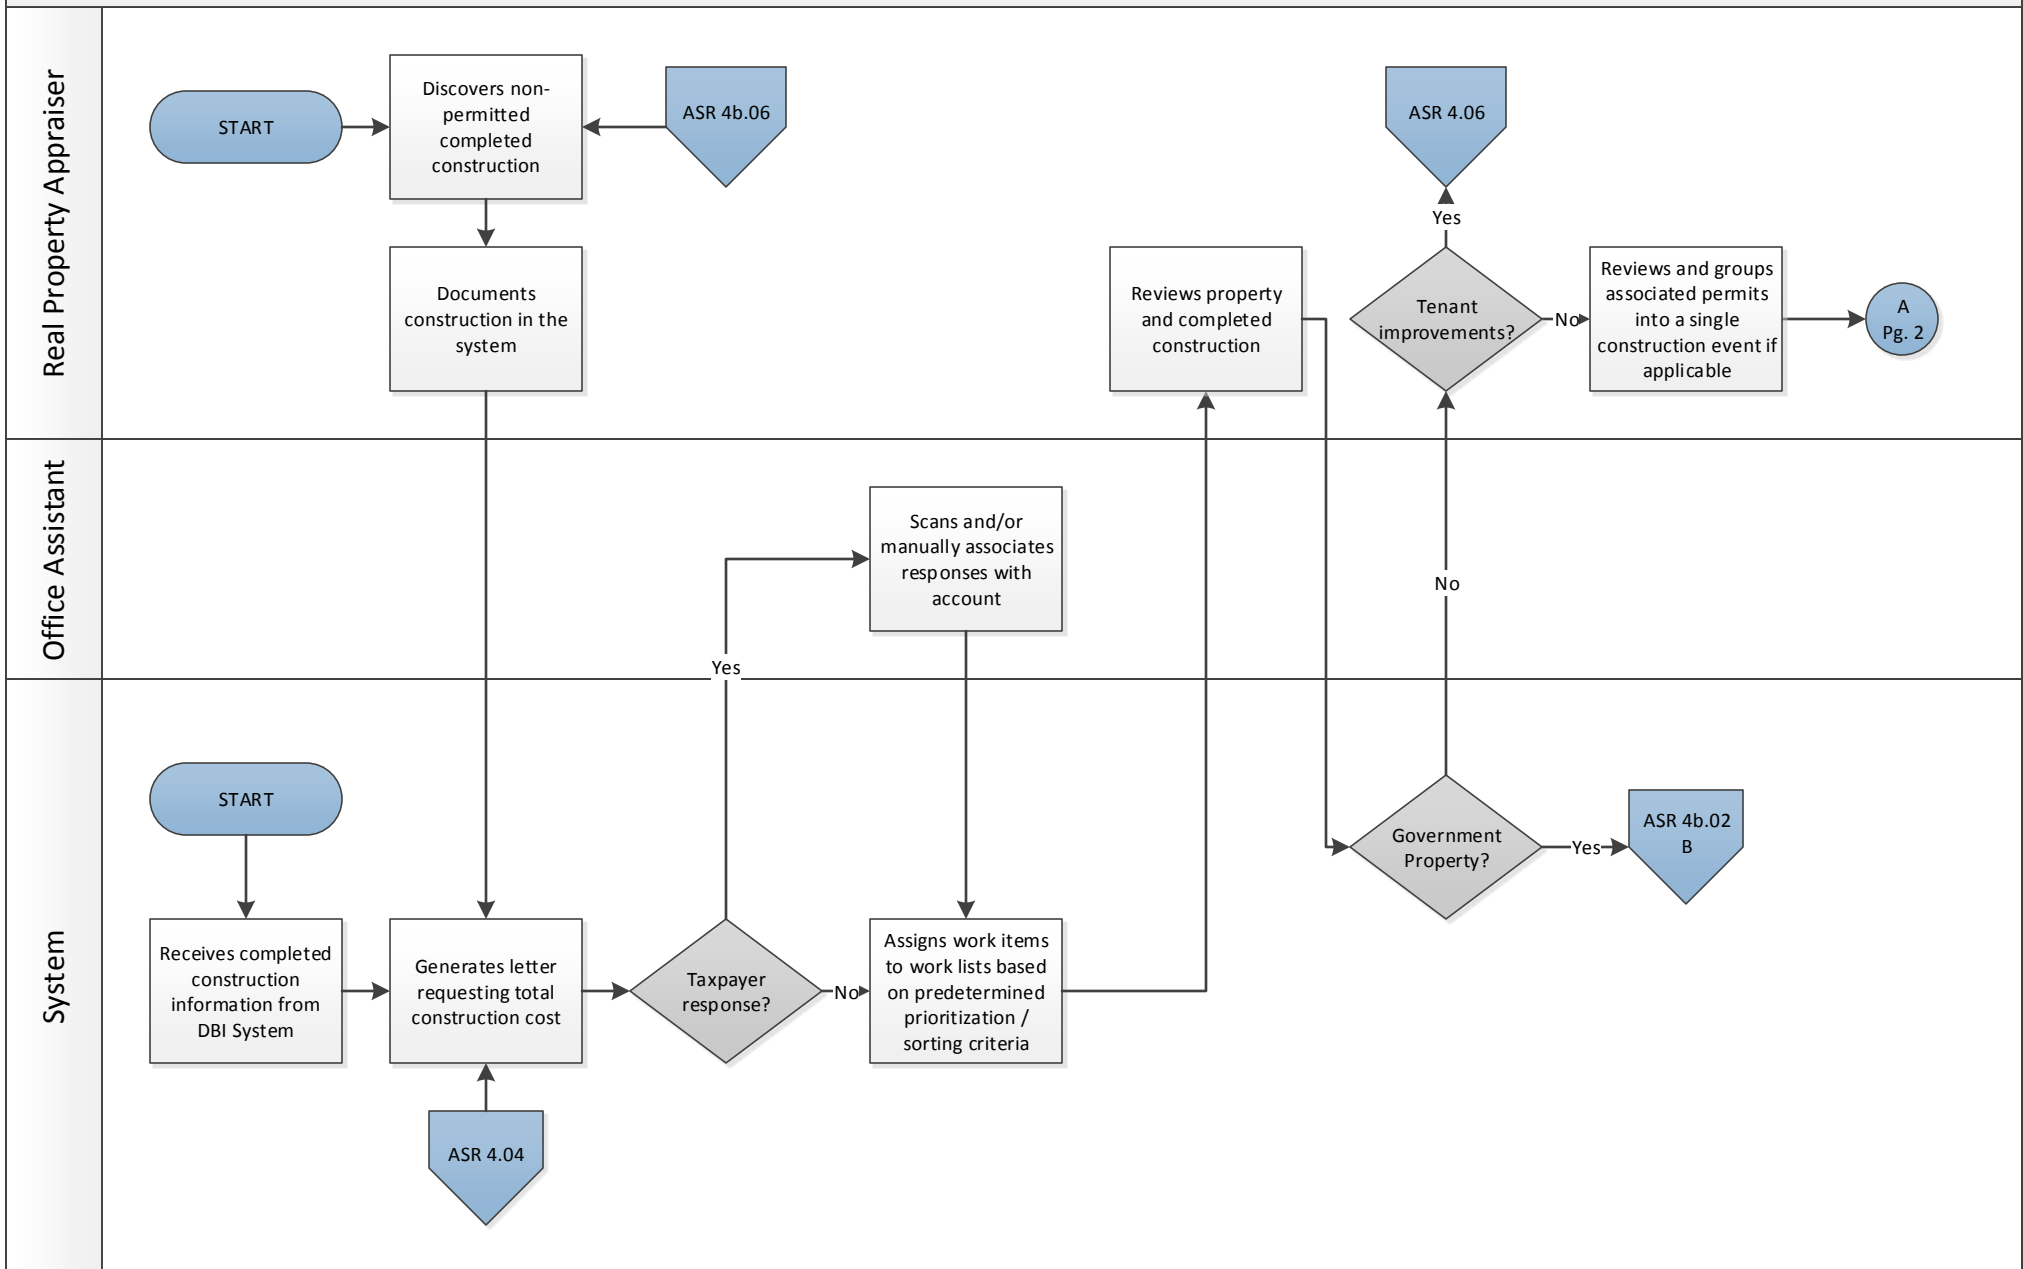 Real Property Appraiser
START
Discovers non-
permitted
completed
construction
ASR 4b.06
ASR 4.06
Yes
Documents
construction in the
system
Reviews property
and completed
construction
Tenant
improvements?
No
Reviews and groups
associated permits
into a single
construction event if
applicable
A
Pg. 2
Office Assistant
Scans and/or
manually associates
responses with
account
No
Yes
System
START
Government
Property?
Yes
ASR 4b.02
B
Receives completed
construction
information from
DBI System
Generates letter
requesting total
construction cost
Taxpayer
response?
No
Assigns work items
to work lists based
on predetermined
prioritization /
sorting criteria
ASR 4.04